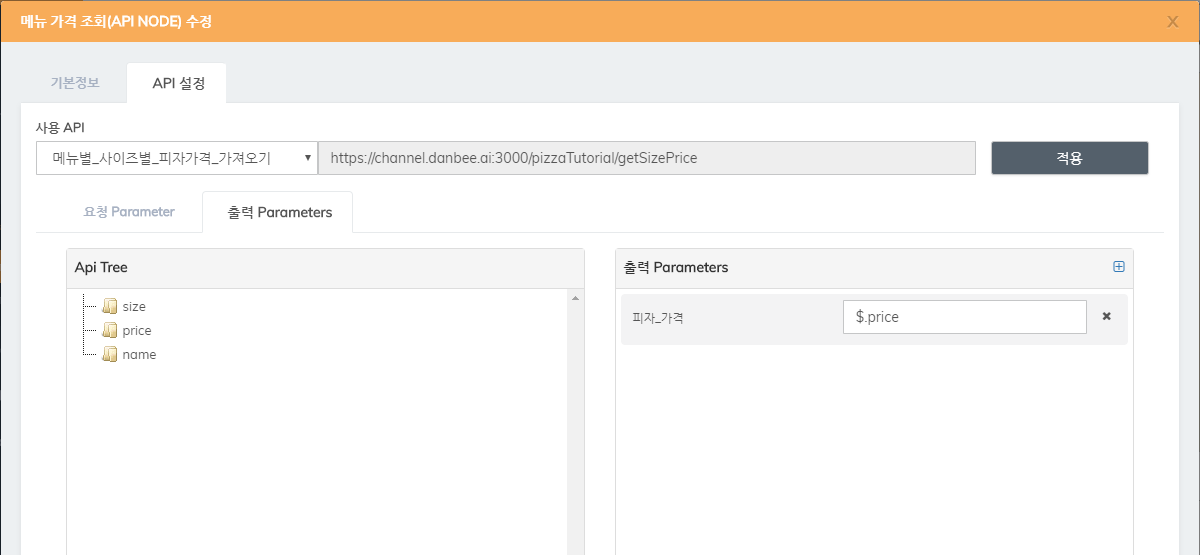 메뉴 가격 조회(API NODE) 수정 X
기본정보 API 설정
사용 API
메뉴별_사이즈별_피자가격_가져오기 https://channel.danbee.ai:3000/pizzaTutorial/getSizePrice 적용
요청 Parameter 출력 Parameters
Api Tree
size
price
name
출력 Parameters
피자_가격 $.price